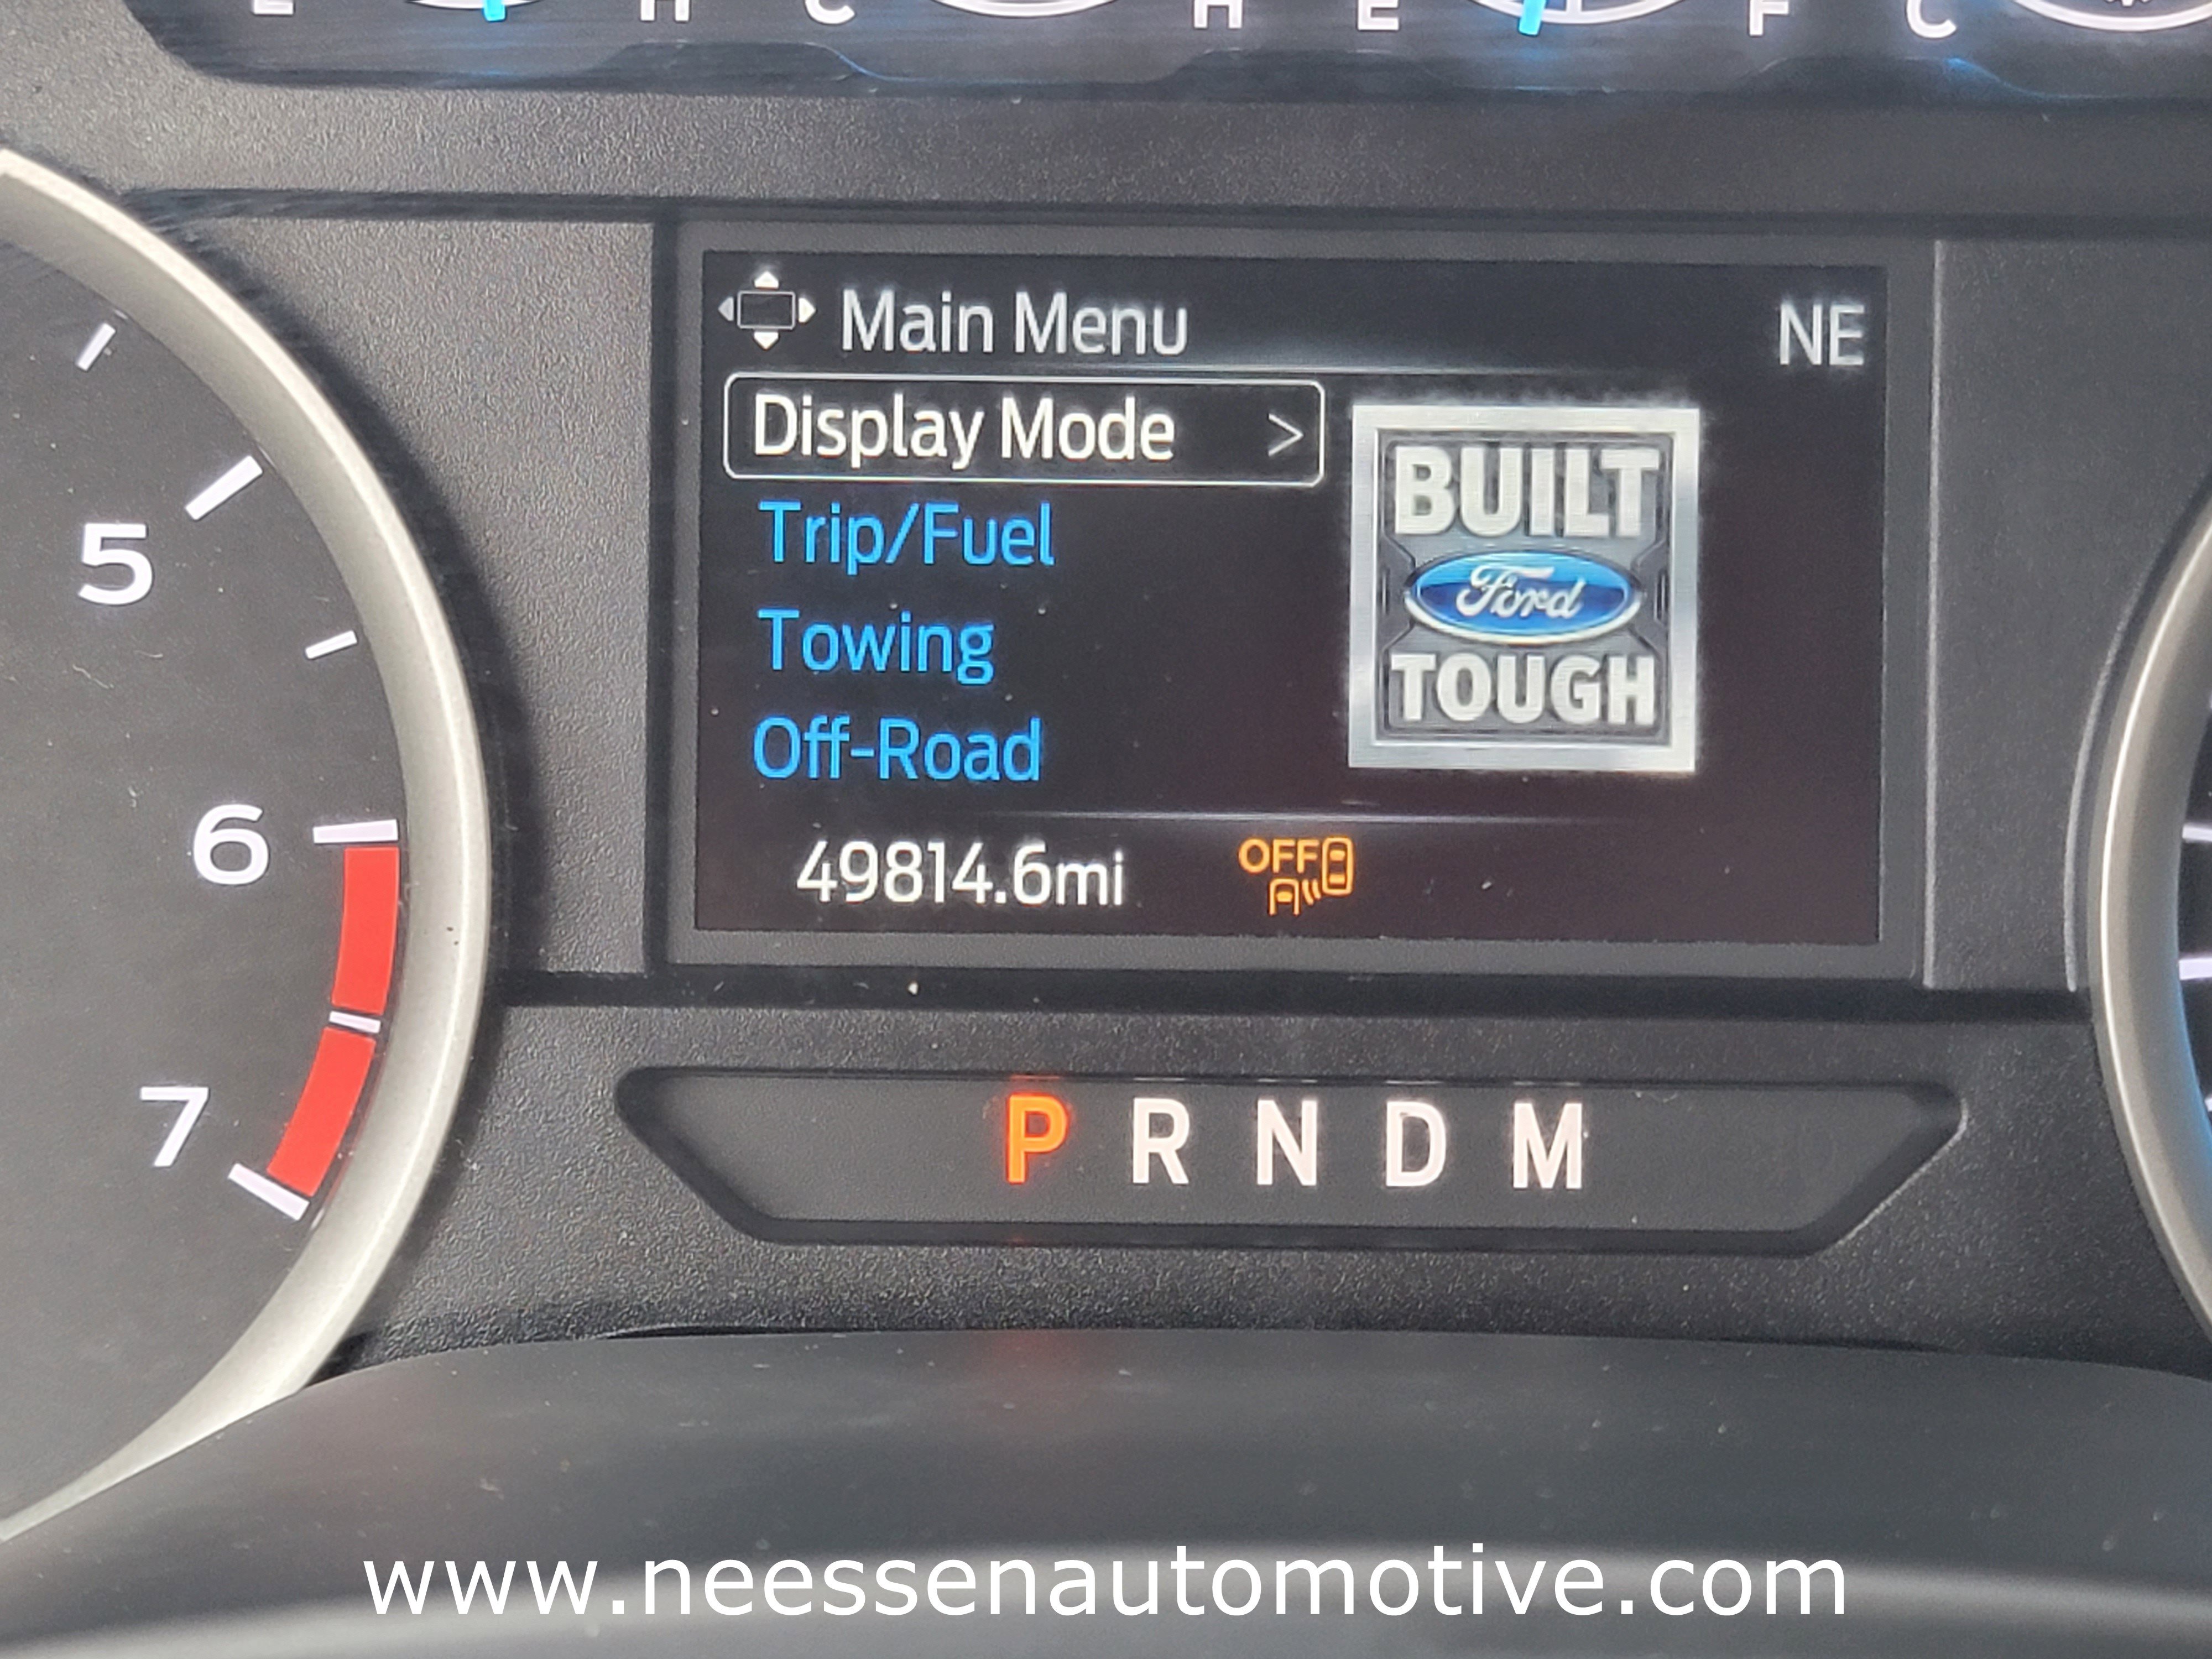 E H C H E F C
Main Menu NE
Display Mode >
Trip/Fuel
Towing
Off-Road
BUILT
Ford
TOUGH
49814.6mi OFF
5
6
7
P R N D M
www.neessenautomotive.com